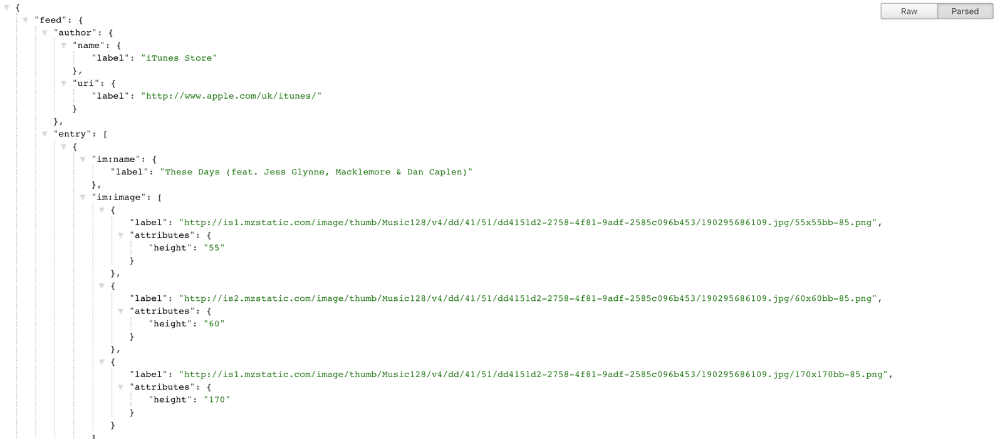 {
"feed": {
"author": {
"name": {
"label": "iTunes Store"
},
"uri": {
"label": "http://www.apple.com/uk/itunes/"
}
},
"entry": [
{
"im:name": {
"label": "These Days (feat. Jess Glynne, Macklemore & Dan Caplen)"
},
"im:image": [
{
"label": "http://is1.mzstatic.com/image/thumb/Music128/v4/dd/41/51/dd4151d2-2758-4f81-9adf-2585c096b453/190295686109.jpg/55x55bb-85.png",
"attributes": {
"height": "55"
}
},
{
"label": "http://is2.mzstatic.com/image/thumb/Music128/v4/dd/41/51/dd4151d2-2758-4f81-9adf-2585c096b453/190295686109.jpg/60x60bb-85.png",
"attributes": {
"height": "60"
}
},
{
"label": "http://is1.mzstatic.com/image/thumb/Music128/v4/dd/41/51/dd4151d2-2758-4f81-9adf-2585c096b453/190295686109.jpg/170x170bb-85.png",
"attributes": {
"height": "170"
}
}
],
Raw
Parsed